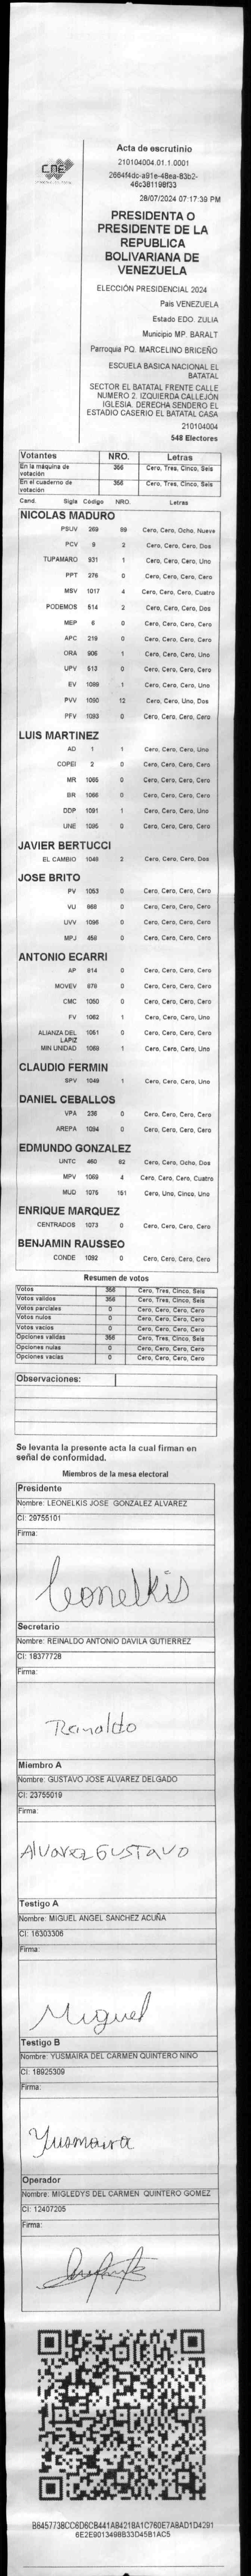 CNE
Acta de escrutinio
210104004.01.1.0001
2664f4dc-a91e-48ea-83b2-
46c381198f33
28/07/2024 07:17:39 PM
PRESIDENTA O
PRESIDENTE DE LA
REPUBLICA
BOLIVARIANA DE
VENEZUELA
ELECCIÓN PRESIDENCIAL 2024
País VENEZUELA
Estado EDO. ZULIA
Municipio MP. BARALT
Parroquia PQ. MARCELINO BRICEÑO
ESCUELA BASICA NACIONAL EL
BATATAL
SECTOR EL BATATAL FRENTE CALLE
NUMERO 2. IZQUIERDA CALLEJÓN
IGLESIA. DERECHA SENDERO EL
ESTADIO CASERIO EL BATATAL CASA
210104004
548 Electores
Votantes NRO. Letras
En la máquina de votación 356 Cero, Tres, Cinco, Seis
En el cuaderno de votación 356 Cero, Tres, Cinco, Seis
Cand. Sigla Código NRO. Letras
NICOLAS MADURO
PSUV 269 89 Cero, Cero, Ocho, Nueve
PCV 9 2 Cero, Cero, Cero, Dos
TUPAMARO 931 1 Cero, Cero, Cero, Uno
PPT 276 0 Cero, Cero, Cero, Cero
MSV 1017 4 Cero, Cero, Cero, Cuatro
PODEMOS 514 2 Cero, Cero, Cero, Dos
MEP 6 0 Cero, Cero, Cero, Cero
APC 219 0 Cero, Cero, Cero, Cero
ORA 906 1 Cero, Cero, Cero, Uno
UPV 513 0 Cero, Cero, Cero, Cero
EV 1089 1 Cero, Cero, Cero, Uno
PVV 1090 12 Cero, Cero, Uno, Dos
PFV 1093 0 Cero, Cero, Cero, Cero
LUIS MARTINEZ
AD 1 1 Cero, Cero, Cero, Uno
COPEI 2 0 Cero, Cero, Cero, Cero
MR 1065 0 Cero, Cero, Cero, Cero
BR 1066 0 Cero, Cero, Cero, Cero
DDP 1091 1 Cero, Cero, Cero, Uno
UNE 1095 0 Cero, Cero, Cero, Cero
JAVIER BERTUCCI
EL CAMBIO 1048 2 Cero, Cero, Cero, Dos
JOSE BRITO
PV 1053 0 Cero, Cero, Cero, Cero
VU 868 0 Cero, Cero, Cero, Cero
UVV 1096 0 Cero, Cero, Cero, Cero
MPJ 458 0 Cero, Cero, Cero, Cero
ANTONIO ECARRI
AP 814 0 Cero, Cero, Cero, Cero
MOVEV 979 0 Cero, Cero, Cero, Cero
CMC 1050 0 Cero, Cero, Cero, Cero
FV 1062 1 Cero, Cero, Cero, Uno
ALIANZA DEL LAPIZ 1051 0 Cero, Cero, Cero, Cero
MIN UNIDAD 1069 1 Cero, Cero, Cero, Uno
CLAUDIO FERMIN
SPV 1049 1 Cero, Cero, Cero, Uno
DANIEL CEBALLOS
VPA 236 0 Cero, Cero, Cero, Cero
AREPA 1094 0 Cero, Cero, Cero, Cero
EDMUNDO GONZALEZ
UNTC 460 82 Cero, Cero, Ocho, Dos
MPV 1069 4 Cero, Cero, Cero, Cuatro
MUD 1075 151 Cero, Uno, Cinco, Uno
ENRIQUE MARQUEZ
CENTRADOS 1073 0 Cero, Cero, Cero, Cero
BENJAMIN RAUSSEO
CONDE 1092 0 Cero, Cero, Cero, Cero
Resumen de votos
Votos 356 Cero, Tres, Cinco, Seis
Votos validos 356 Cero, Tres, Cinco, Seis
Votos parciales 0 Cero, Cero, Cero, Cero
Votos nulos 0 Cero, Cero, Cero, Cero
Votos vacios 0 Cero, Cero, Cero, Cero
Opciones validas 356 Cero, Tres, Cinco, Seis
Opciones nulas 0 Cero, Cero, Cero, Cero
Opciones vacias 0 Cero, Cero, Cero, Cero
Observaciones:
Se levanta la presente acta la cual firman en
señal de conformidad.
Miembros de la mesa electoral
Presidente
Nombre: LEONELKIS JOSE GONZALEZ ALVAREZ
CI: 29755101
Firma:
Leonelkis
Secretario
Nombre: REINALDO ANTONIO DAVILA GUTIERREZ
CI: 18377728
Firma:
Reinaldo
Miembro A
Nombre: GUSTAVO JOSE ALVAREZ DELGADO
CI: 23755019
Firma:
Alvarez Gustavo
Testigo A
Nombre: MIGUEL ANGEL SANCHEZ ACUÑA
CI: 16303306
Firma:
Miguel
Testigo B
Nombre: YUSMAIRA DEL CARMEN QUINTERO NIÑO
CI: 18925309
Firma:
Yusmaira
Operador
Nombre: MIGLEDYS DEL CARMEN QUINTERO GOMEZ
CI: 12407205
Firma:
B6457738CC6D6CB441A84218A1C760E7A8AD1D4291
6E2E9013498B33D45B1AC5